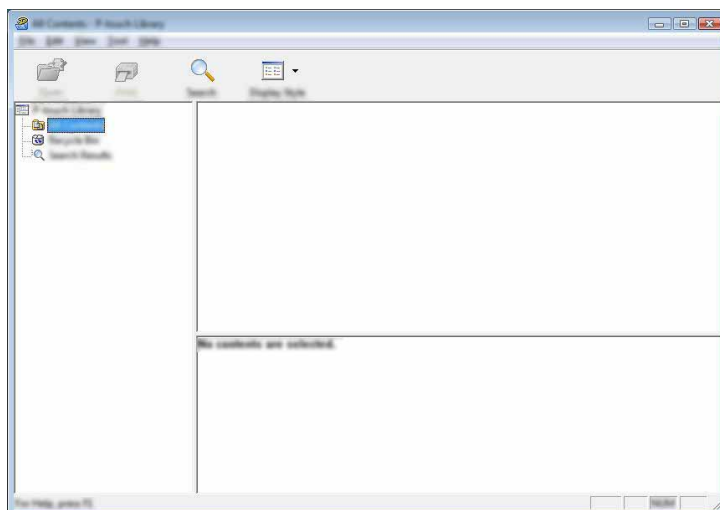 All Contents - P-touch Library
File Edit View Tool Help
Open Print Search Display Style
P-touch Library
All Contents
Recycle Bin
Search Results
No contents are selected.
For Help, press F1
NUM